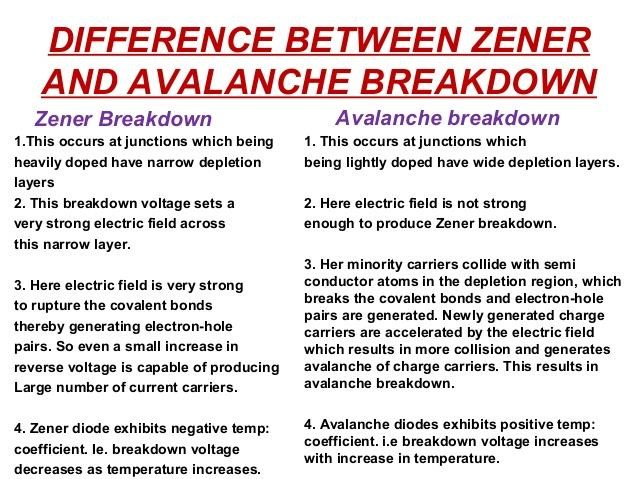 DIFFERENCE BETWEEN ZENER
AND AVALANCHE BREAKDOWN
Zener Breakdown
1.This occurs at junctions which being
heavily doped have narrow depletion
layers
2. This breakdown voltage sets a
very strong electric field across
this narrow layer.
3. Here electric field is very strong
to rupture the covalent bonds
thereby generating electron-hole
pairs. So even a small increase in
reverse voltage is capable of producing
Large number of current carriers.
4. Zener diode exhibits negative temp:
coefficient. Ie. breakdown voltage
decreases as temperature increases.
Avalanche breakdown
1. This occurs at junctions which
being lightly doped have wide depletion layers.
2. Here electric field is not strong
enough to produce Zener breakdown.
3. Her minority carriers collide with semi
conductor atoms in the depletion region, which
breaks the covalent bonds and electron-hole
pairs are generated. Newly generated charge
carriers are accelerated by the electric field
which results in more collision and generates
avalanche of charge carriers. This results in
avalanche breakdown.
4. Avalanche diodes exhibits positive temp:
coefficient. i.e breakdown voltage increases
with increase in temperature.